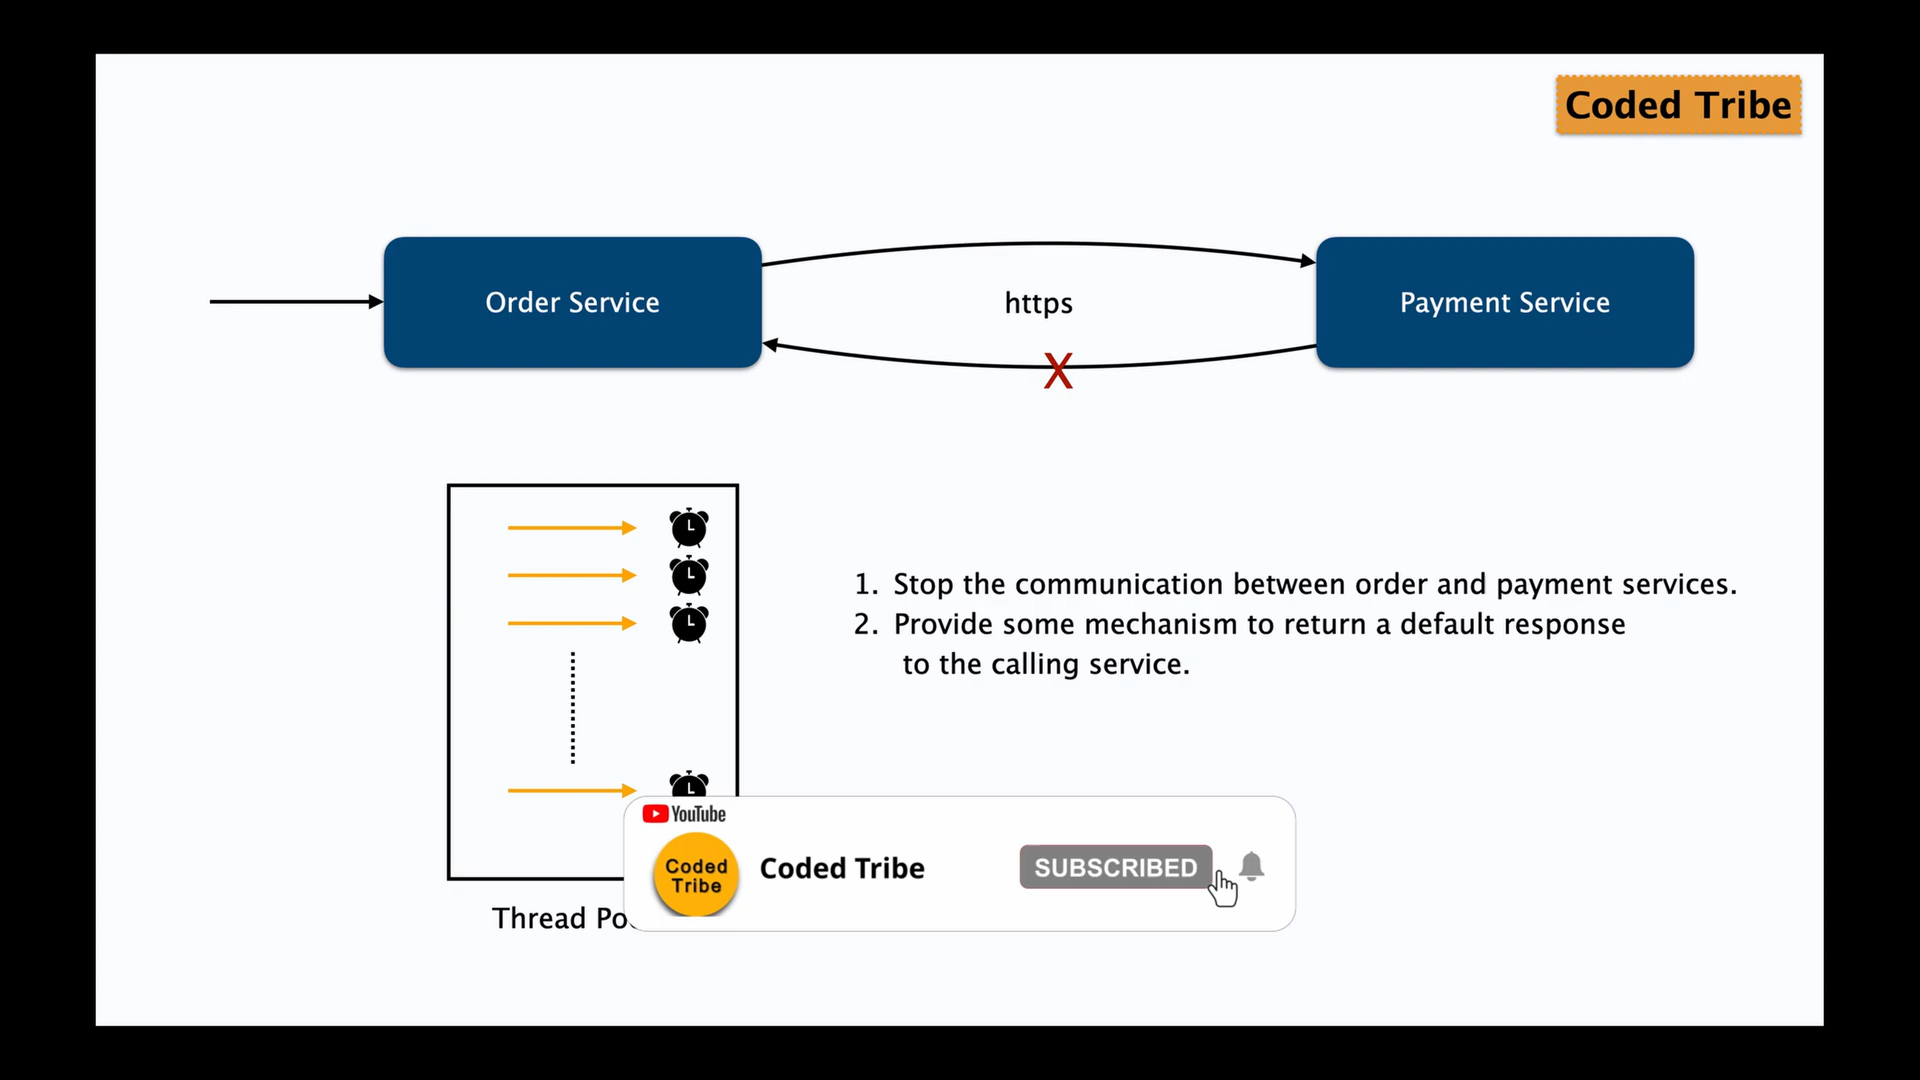 Coded Tribe
Order Service
https
Payment Service
X
1. Stop the communication between order and payment services.
2. Provide some mechanism to return a default response
to the calling service.
YouTube
Coded
Tribe
Coded Tribe
SUBSCRIBED
Thread